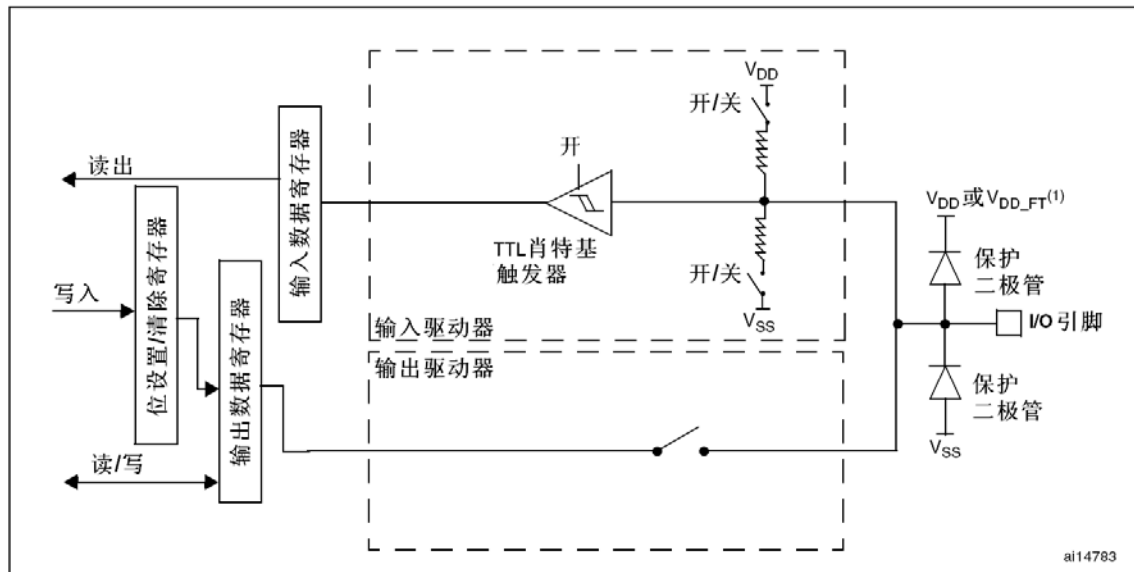 VDD
开/关
开
读出
输入数据寄存器
TTL肖特基
触发器
VDD或VDD_FT(1)
保护
二极管
位设置/清除寄存器
写入
输出数据寄存器
开/关
VSS
输入驱动器
I/O引脚
输出驱动器
保护
二极管
VSS
读/写
ai14783